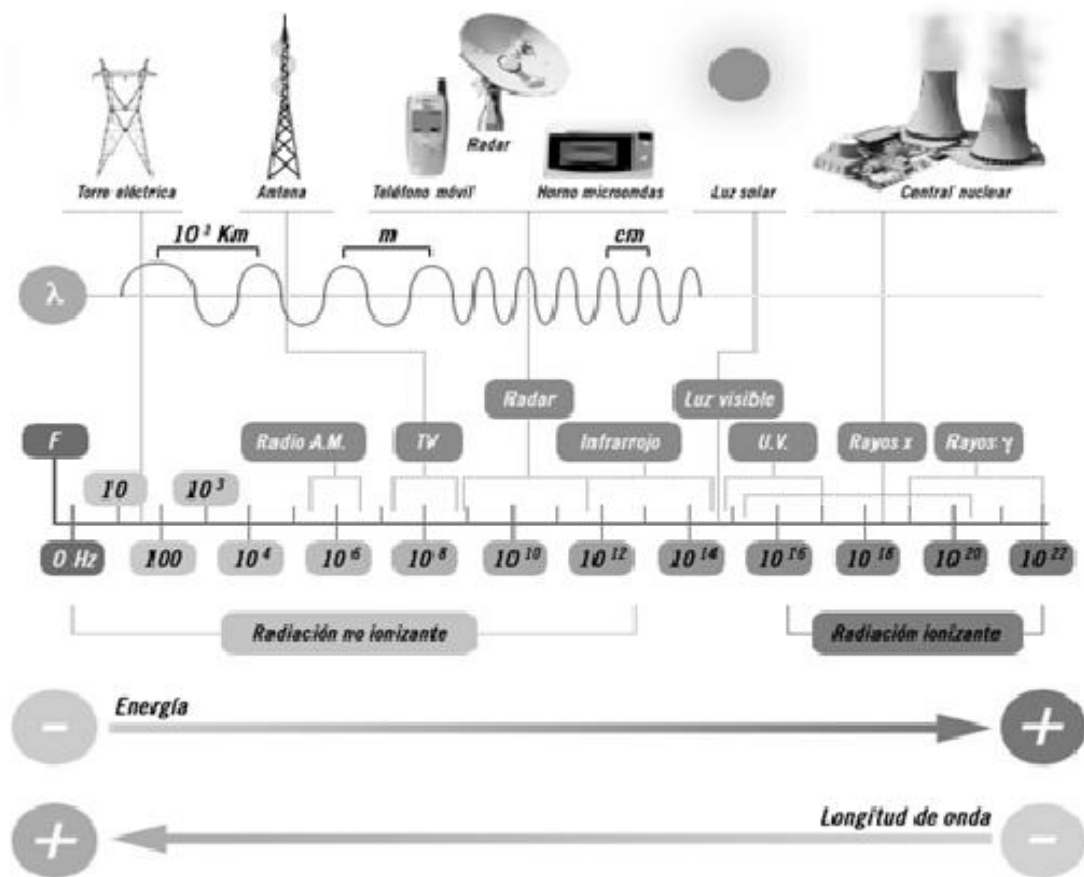 Radar
Torre eléctrica
Antena
Teléfono móvil
Horno microondas
Luz solar
Central nuclear
10³ Km
m
cm
λ
Radar
Luz visible
F
Radio A.M.
TV
Infrarrojo
U.V.
Rayos x
Rayos γ
10
10³
0 Hz
100
10⁴
10⁶
10⁸
10¹⁰
10¹²
10¹⁴
10¹⁶
10¹⁸
10²⁰
10²²
Radiación no ionizante
Radiación ionizante
Energía
-
+
Longitud de onda
+
-